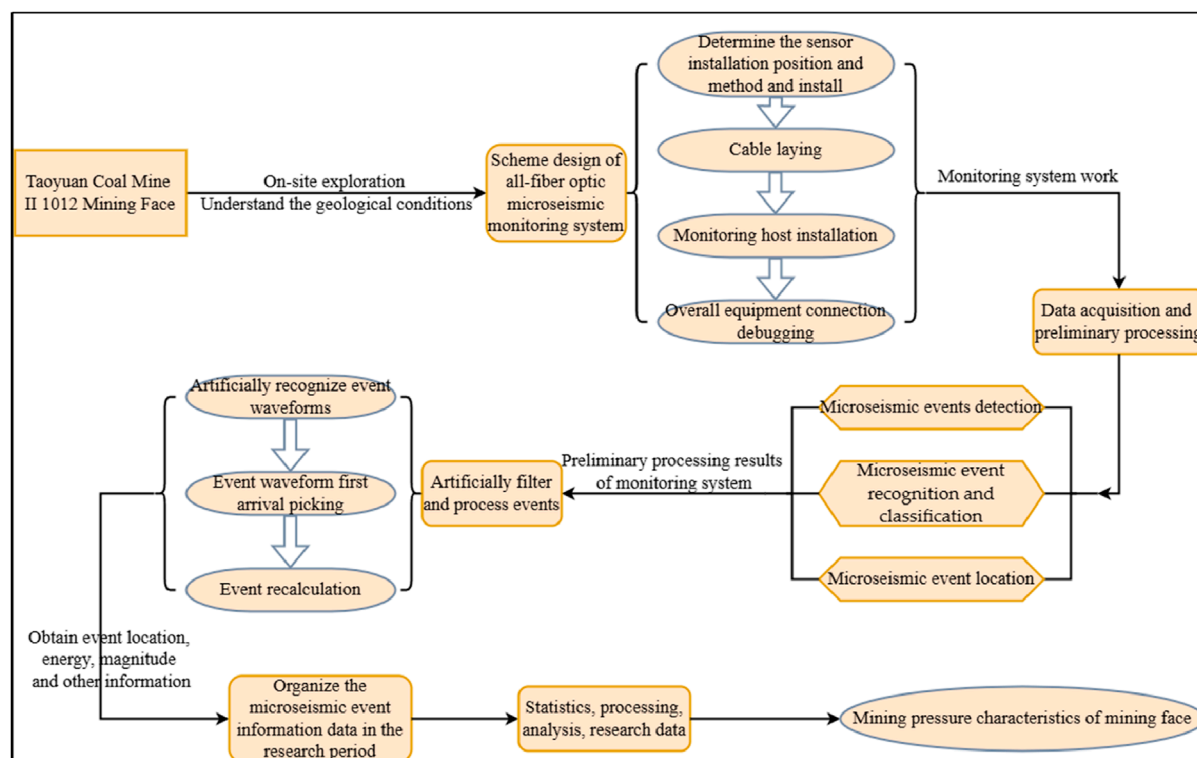 Taoyuan Coal Mine
II 1012 Mining Face
On-site exploration
Understand the geological conditions
Scheme design of
all-fiber optic
microseismic
monitoring system
Determine the sensor
installation position and
method and install
Cable laying
Monitoring host installation
Overall equipment connection
debugging
Monitoring system work
Data acquisition and
preliminary processing
Microseismic events detection
Microseismic event
recognition and
classification
Microseismic event location
Preliminary processing results
of monitoring system
Artificially filter
and process events
Artificially recognize event
waveforms
Event waveform first
arrival picking
Event recalculation
Obtain event location,
energy, magnitude
and other information
Organize the
microseismic event
information data in the
research period
Statistics, processing,
analysis, research data
Mining pressure characteristics of mining face